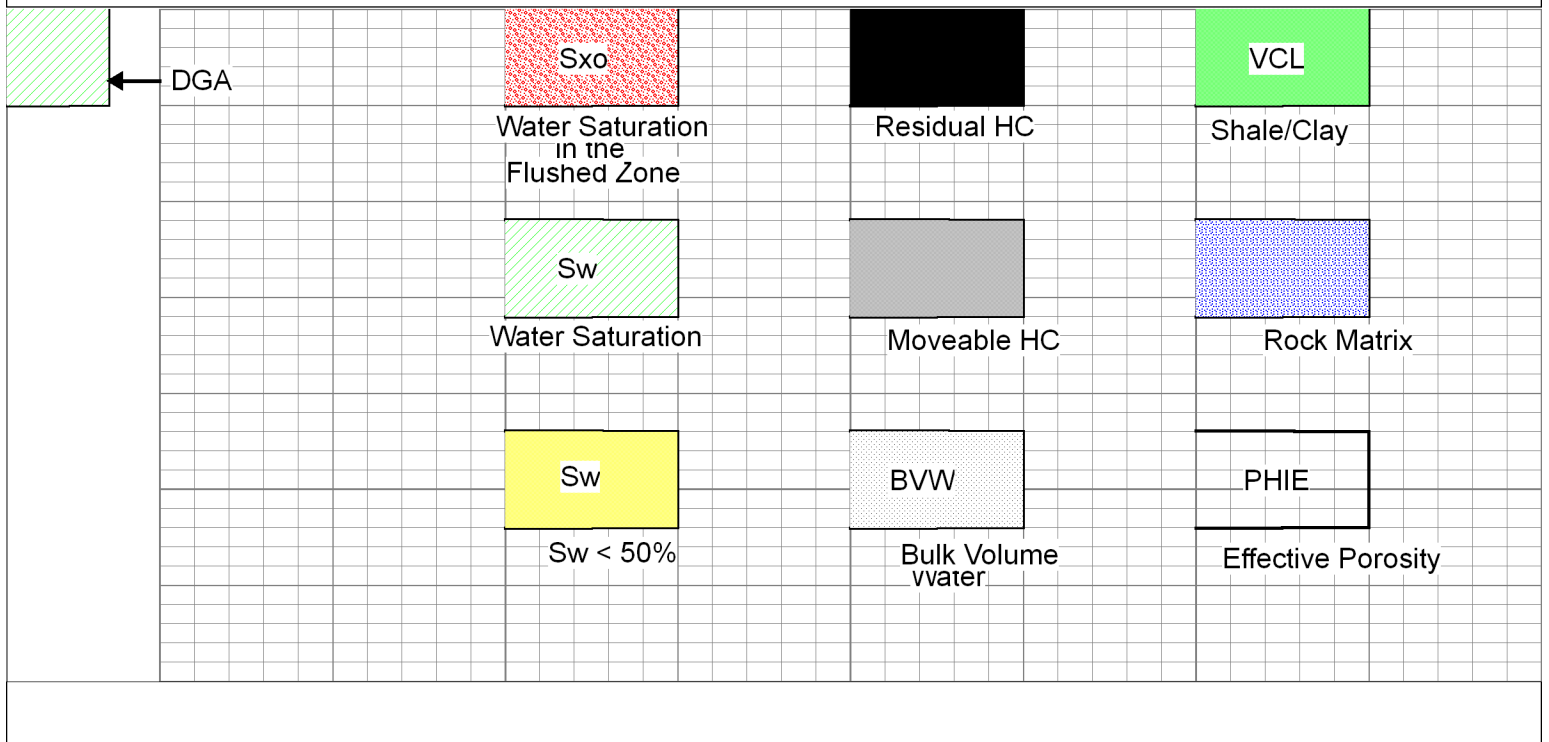 Sxo
VCL
DGA
Water Saturation
in the
Flushed Zone
Residual HC
Shale/Clay
Sw
Water Saturation
Moveable HC
Rock Matrix
Sw
BVW
PHIE
Sw < 50%
Bulk Volume
Water
Effective Porosity